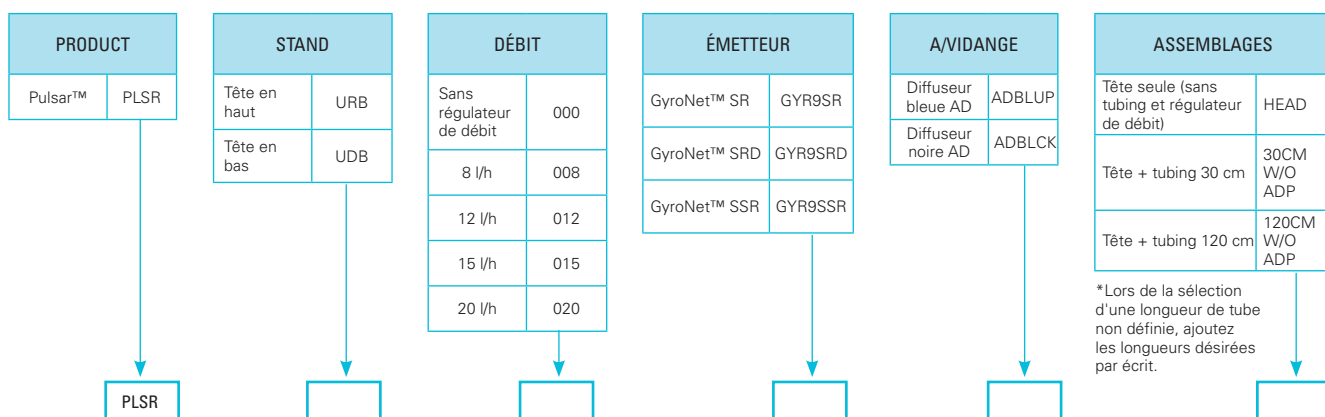 PRODUCT
Pulsar™ PLSR
STAND
Tête en
haut
URB
Tête en
bas
UDB
DÉBIT
Sans
régulateur
de débit
000
8 l/h 008
12 l/h 012
15 l/h 015
20 l/h 020
ÉMETTEUR
GyroNet™ SR GYR9SR
GyroNet™ SRD GYR9SRD
GyroNet™ SSR GYR9SSR
A/VIDANGE
Diffuseur
bleue AD
ADBLUP
Diffuseur
noire AD
ADBLCK
ASSEMBLAGES
Tête seule (sans
tubing et régulateur
de débit)
HEAD
Tête + tubing 30 cm
30CM
W/O
ADP
Tête + tubing 120 cm
120CM
W/O
ADP
*Lors de la sélection
d'une longueur de tube
non définie, ajoutez
les longueurs désirées
par écrit.
PLSR